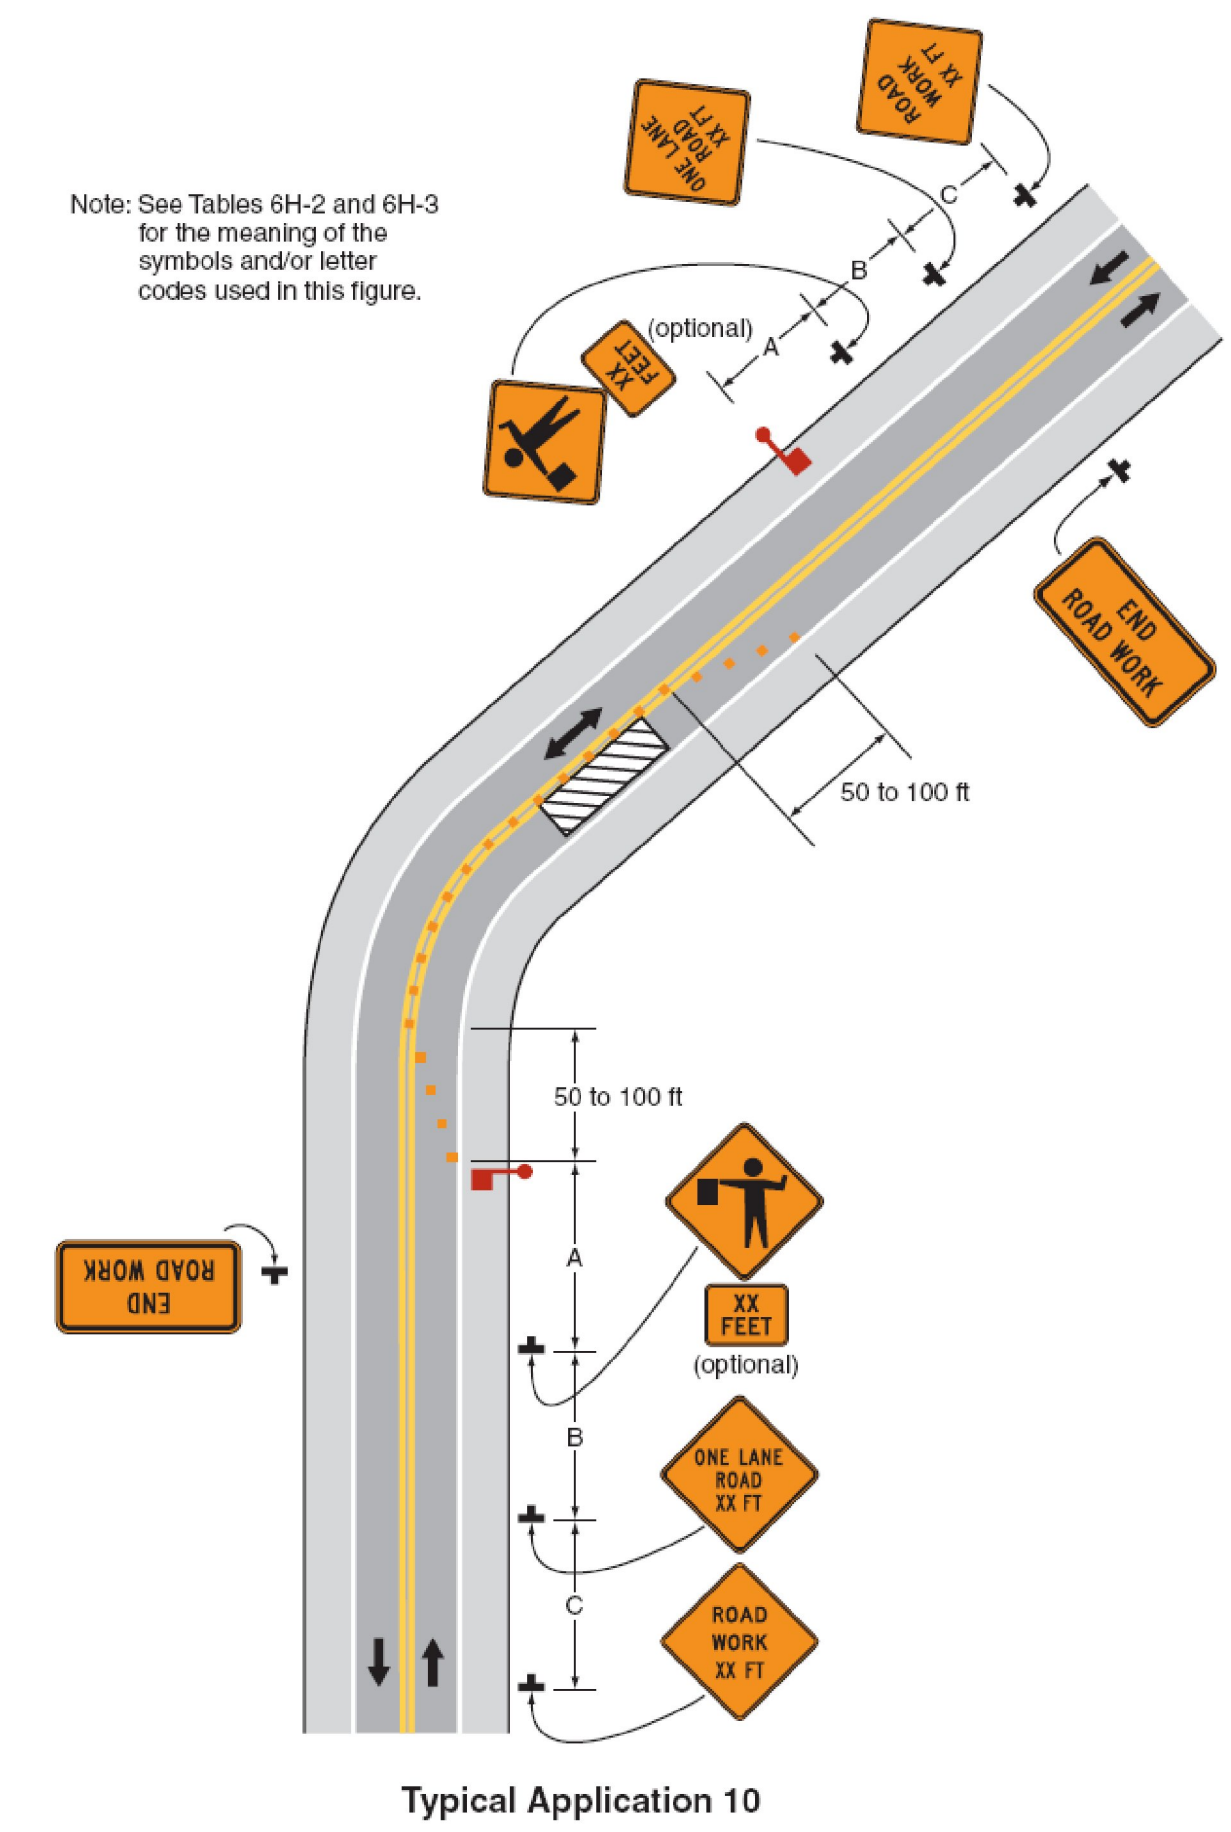 ROAD
WORK
XX FT
ONE LANE
ROAD
XX FT
C
Note: See Tables 6H-2 and 6H-3
for the meaning of the
symbols and/or letter
codes used in this figure.
B
(optional)
A
XX
FEET
END
ROAD WORK
50 to 100 ft
50 to 100 ft
A
END
ROAD WORK
XX
FEET
(optional)
B
ONE LANE
ROAD
XX FT
C
ROAD
WORK
XX FT
Typical Application 10